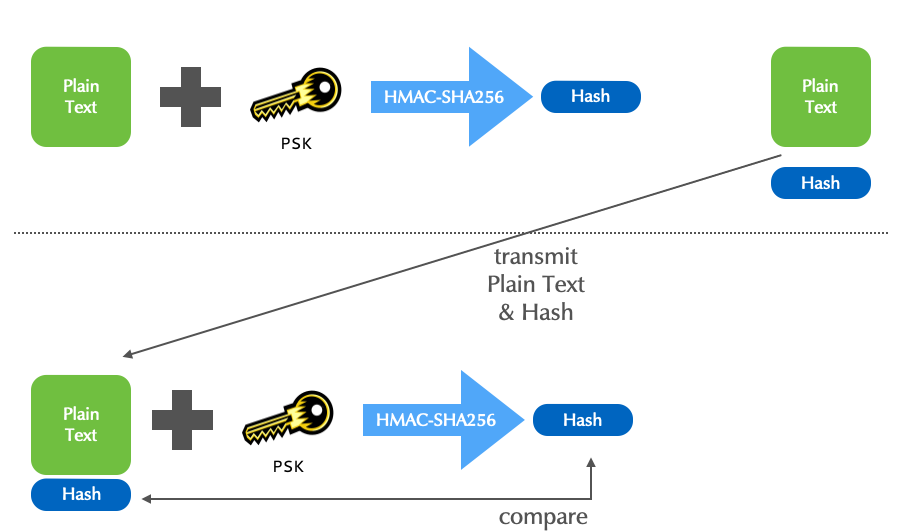 Plain
Text
PSK
HMAC-SHA256
Hash
Plain
Text
Hash
transmit
Plain Text
& Hash
Plain
Text
Hash
PSK
HMAC-SHA256
Hash
compare